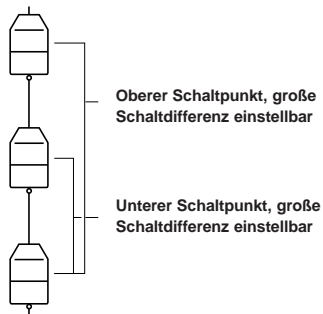 Oberer Schaltpunkt, große
Schaltdifferenz einstellbar
Unterer Schaltpunkt, große
Schaltdifferenz einstellbar